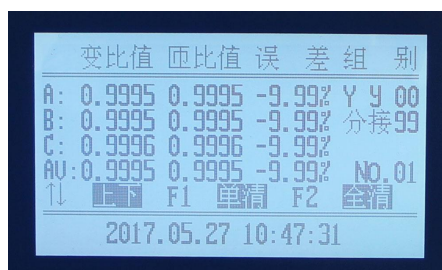 变比值 匝比值 误 差 组 别
A: 0.9995 0.9995 -9.99% Y y 00
B: 0.9995 0.9995 -9.99% 分接99
C: 0.9996 0.9996 -9.99%
AV:0.9995 0.9995 -9.99% NO.01
↑↓ 上下 F1 单清 F2 全清
2017.05.27 10:47:31